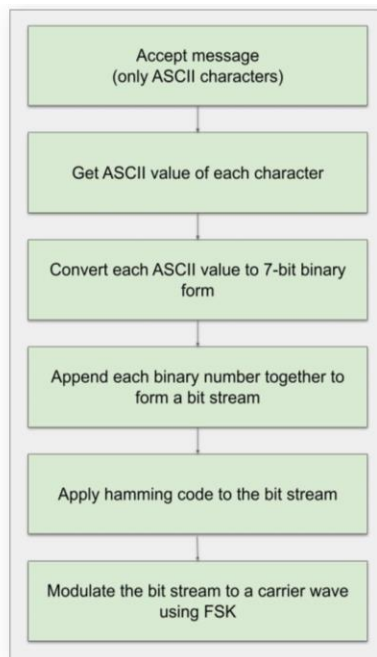 Accept message
(only ASCII characters)
Get ASCII value of each character
Convert each ASCII value to 7-bit binary
form
Append each binary number together to
form a bit stream
Apply hamming code to the bit stream
Modulate the bit stream to a carrier wave
using FSK